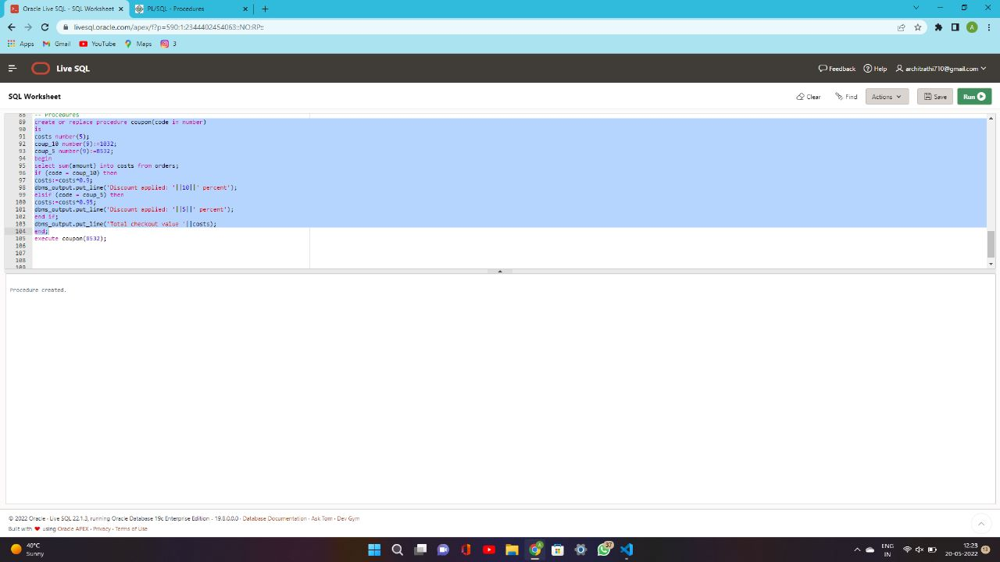 Oracle Live SQL - SQL Worksheet
PL/SQL - Procedures
livesql.oracle.com/apex/f?p=590:1:2344402454063::NO:RP::
A
Apps
Gmail
YouTube
Maps
3
Live SQL
Feedback
Help
architrathi710@gmail.com
SQL Worksheet
Clear
Find
Actions
Save
Run
88 -- Procedures
89 create or replace procedure coupon(code in number)
90 is
91 costs number(5);
92 coup_10 number(9):=1032;
93 coup_5 number(9):=8532;
94 begin
95 select sum(amount) into costs from orders;
96 if (code = coup_10) then
97 costs:=costs*0.9;
98 dbms_output.put_line('Discount applied: '||10||' percent');
99 elsif (code = coup_5) then
100 costs:=costs*0.95;
101 dbms_output.put_line('Discount applied: '||5||' percent');
102 end if;
103 dbms_output.put_line('Total checkout value '||costs);
104 end;
105 execute coupon(8532);
106
107
108
109
Procedure created.
© 2022 Oracle · Live SQL 22.1.3, running Oracle Database 19c Enterprise Edition - 19.8.0.0.0 · Database Documentation · Ask Tom · Dev Gym
Built with ❤ using Oracle APEX · Privacy · Terms of Use
40°C
Sunny
A
37
ENG
IN
12:23
20-05-2022
13